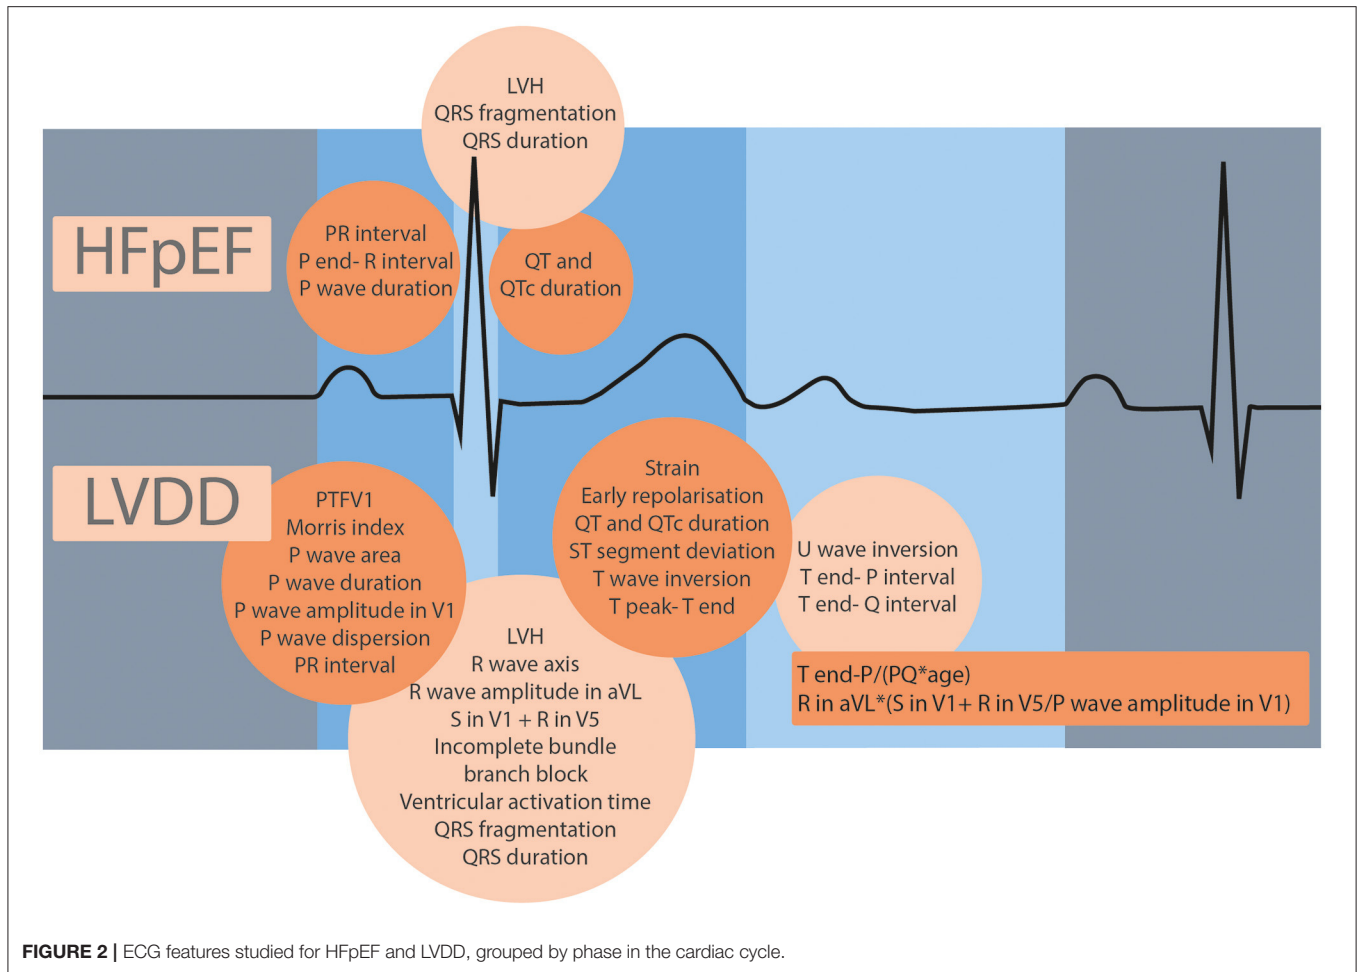 LVH
QRS fragmentation
QRS duration
HFpEF
PR interval
P end- R interval
P wave duration
QT and
QTc duration
LVDD
PTFV1
Morris index
P wave area
P wave duration
P wave amplitude in V1
P wave dispersion
PR interval
LVH
R wave axis
R wave amplitude in aVL
S in V1 + R in V5
Incomplete bundle
branch block
Ventricular activation time
QRS fragmentation
QRS duration
Strain
Early repolarisation
QT and QTc duration
ST segment deviation
T wave inversion
T peak- T end
U wave inversion
T end- P interval
T end- Q interval
T end-P/(PQ*age)
R in aVL*(S in V1+ R in V5/P wave amplitude in V1)
FIGURE 2 | ECG features studied for HFpEF and LVDD, grouped by phase in the cardiac cycle.